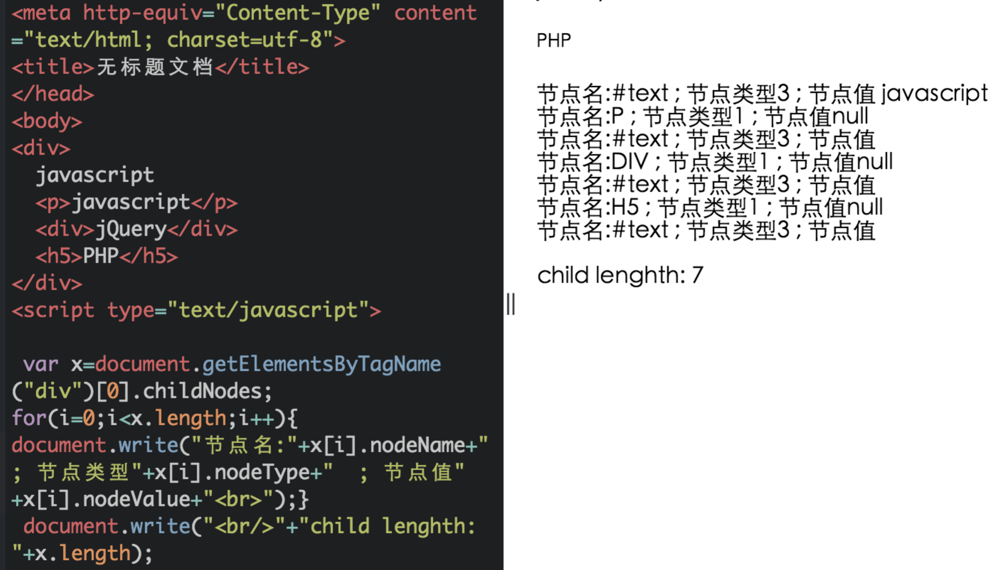 <meta http-equiv="Content-Type" content
="text/html; charset=utf-8">
<title>无标题文档</title>
</head>
<body>
<div>
javascript
<p>javascript</p>
<div>jQuery</div>
<h5>PHP</h5>
</div>
<script type="text/javascript">
var x=document.getElementsByTagName
("div")[0].childNodes;
for(i=0;i<x.length;i++){
document.write("节点名:"+x[i].nodeName+"
; 节点类型"+x[i].nodeType+" ; 节点值"
+x[i].nodeValue+"<br>");}
document.write("<br/>"+"child lenghth:
"+x.length);
PHP
节点名:#text ; 节点类型3 ; 节点值 javascript
节点名:P ; 节点类型1 ; 节点值null
节点名:#text ; 节点类型3 ; 节点值
节点名:DIV ; 节点类型1 ; 节点值null
节点名:#text ; 节点类型3 ; 节点值
节点名:H5 ; 节点类型1 ; 节点值null
节点名:#text ; 节点类型3 ; 节点值
child lenghth: 7